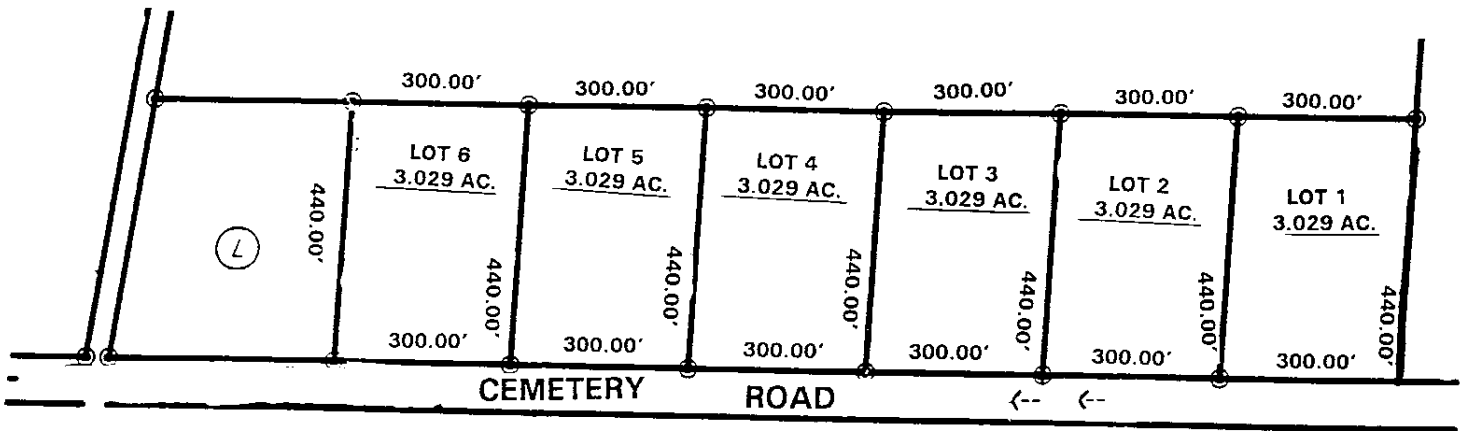 300.00′ 300.00′ 300.00′ 300.00′ 300.00′ 300.00′
LOT 6
3.029 AC.
LOT 5
3.029 AC.
LOT 4
3.029 AC.
LOT 3
3.029 AC.
LOT 2
3.029 AC.
LOT 1
3.029 AC.
7
440.00′ 440.00′ 440.00′ 440.00′ 440.00′ 440.00′ 440.00′
300.00′ 300.00′ 300.00′ 300.00′ 300.00′ 300.00′
CEMETERY ROAD